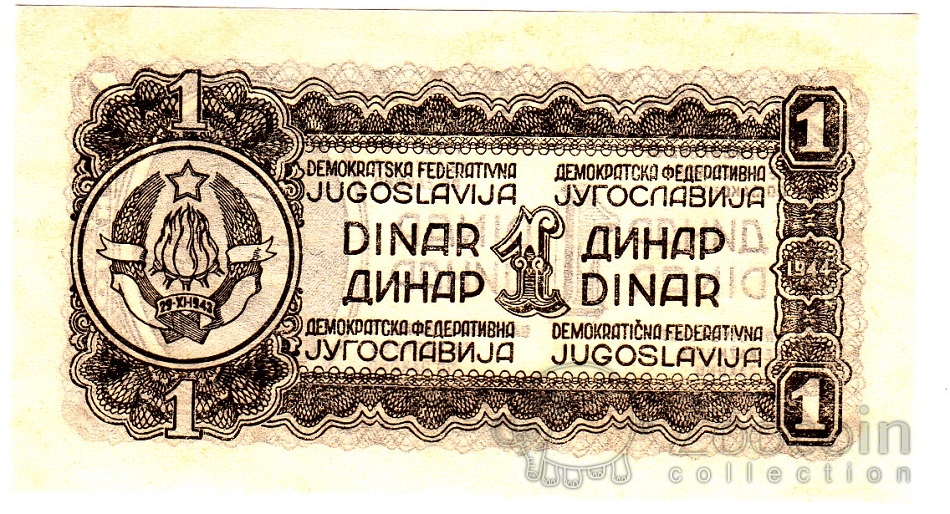 1
1
DEMOKRATSKA FEDERATIVNA
JUGOSLAVIJA
ДЕМОКРАТСКА ФЕДЕРАТИВНА
ЈУГОСЛАВИЈА
DINAR
ДИНАР
1
ДИНАР
DINAR
1944
29·XI·1943
ДЕМОКРАТСКА ФЕДЕРАТИВНА
ЈУГОСЛАВИЈА
DEMOKRATIČNA FEDERATIVNA
JUGOSLAVIJA
1
1
collection